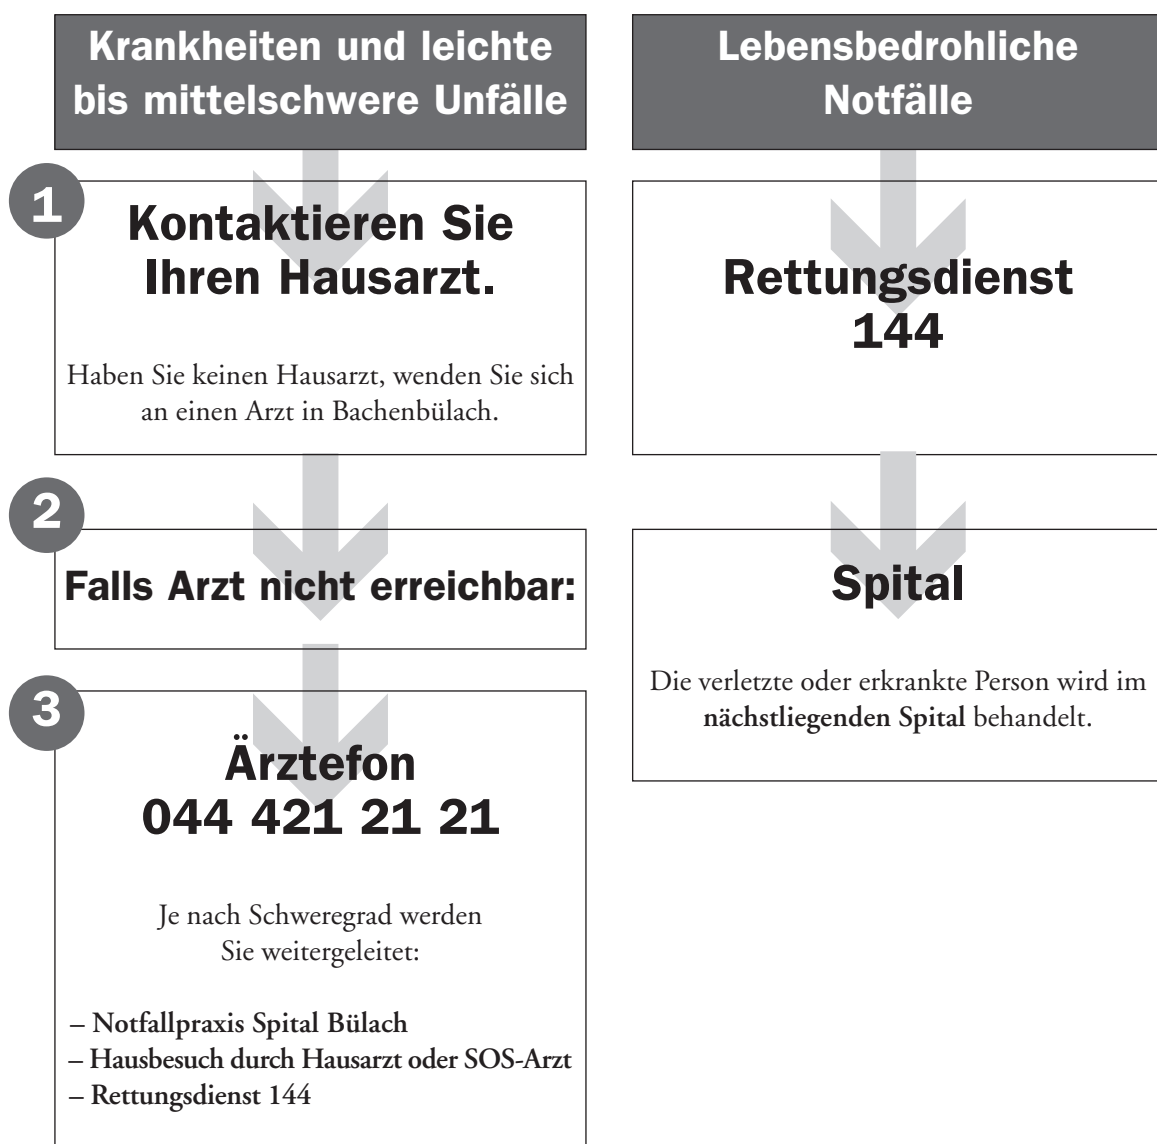 Krankheiten und leichte
bis mittelschwere Unfälle
1
Kontaktieren Sie
Ihren Hausarzt.
Haben Sie keinen Hausarzt, wenden Sie sich
an einen Arzt in Bachenbülach.
2
Falls Arzt nicht erreichbar:
3
Ärztefon
044 421 21 21
Je nach Schweregrad werden
Sie weitergeleitet:
– Notfallpraxis Spital Bülach
– Hausbesuch durch Hausarzt oder SOS-Arzt
– Rettungsdienst 144
Lebensbedrohliche
Notfälle
Rettungsdienst
144
Spital
Die verletzte oder erkrankte Person wird im
nächstliegenden Spital behandelt.